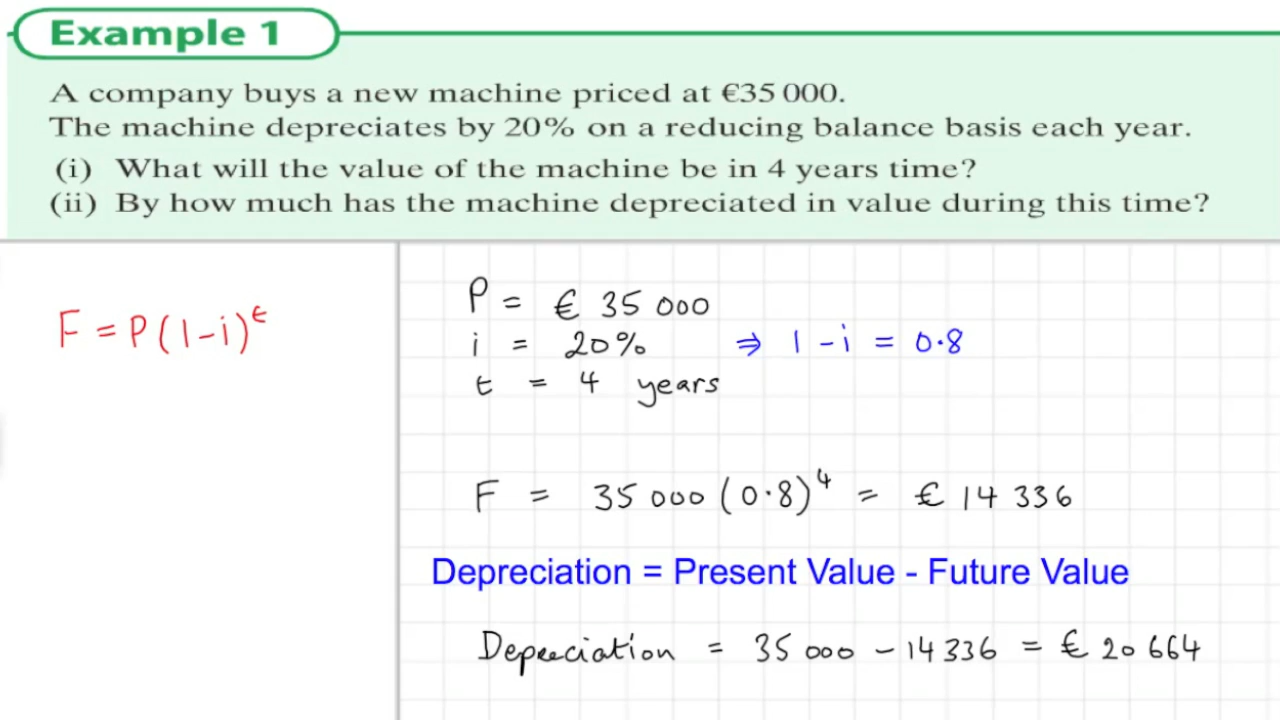 Example 1
A company buys a new machine priced at €35 000.
The machine depreciates by 20% on a reducing balance basis each year.
(i) What will the value of the machine be in 4 years time?
(ii) By how much has the machine depreciated in value during this time?
F = P(1-i)^t
P = € 35 000
i = 20% ⇒ 1 - i = 0.8
t = 4 years
F = 35 000 (0.8)^4 = € 14 336
Depreciation = Present Value - Future Value
Depreciation = 35 000 - 14 336 = € 20 664